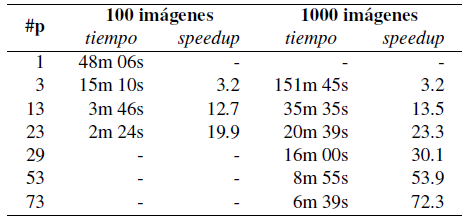 #p 100 imágenes 1000 imágenes
tiempo speedup tiempo speedup
1 48m 06s - - -
3 15m 10s 3.2 151m 45s 3.2
13 3m 46s 12.7 35m 35s 13.5
23 2m 24s 19.9 20m 39s 23.3
29 - - 16m 00s 30.1
53 - - 8m 55s 53.9
73 - - 6m 39s 72.3